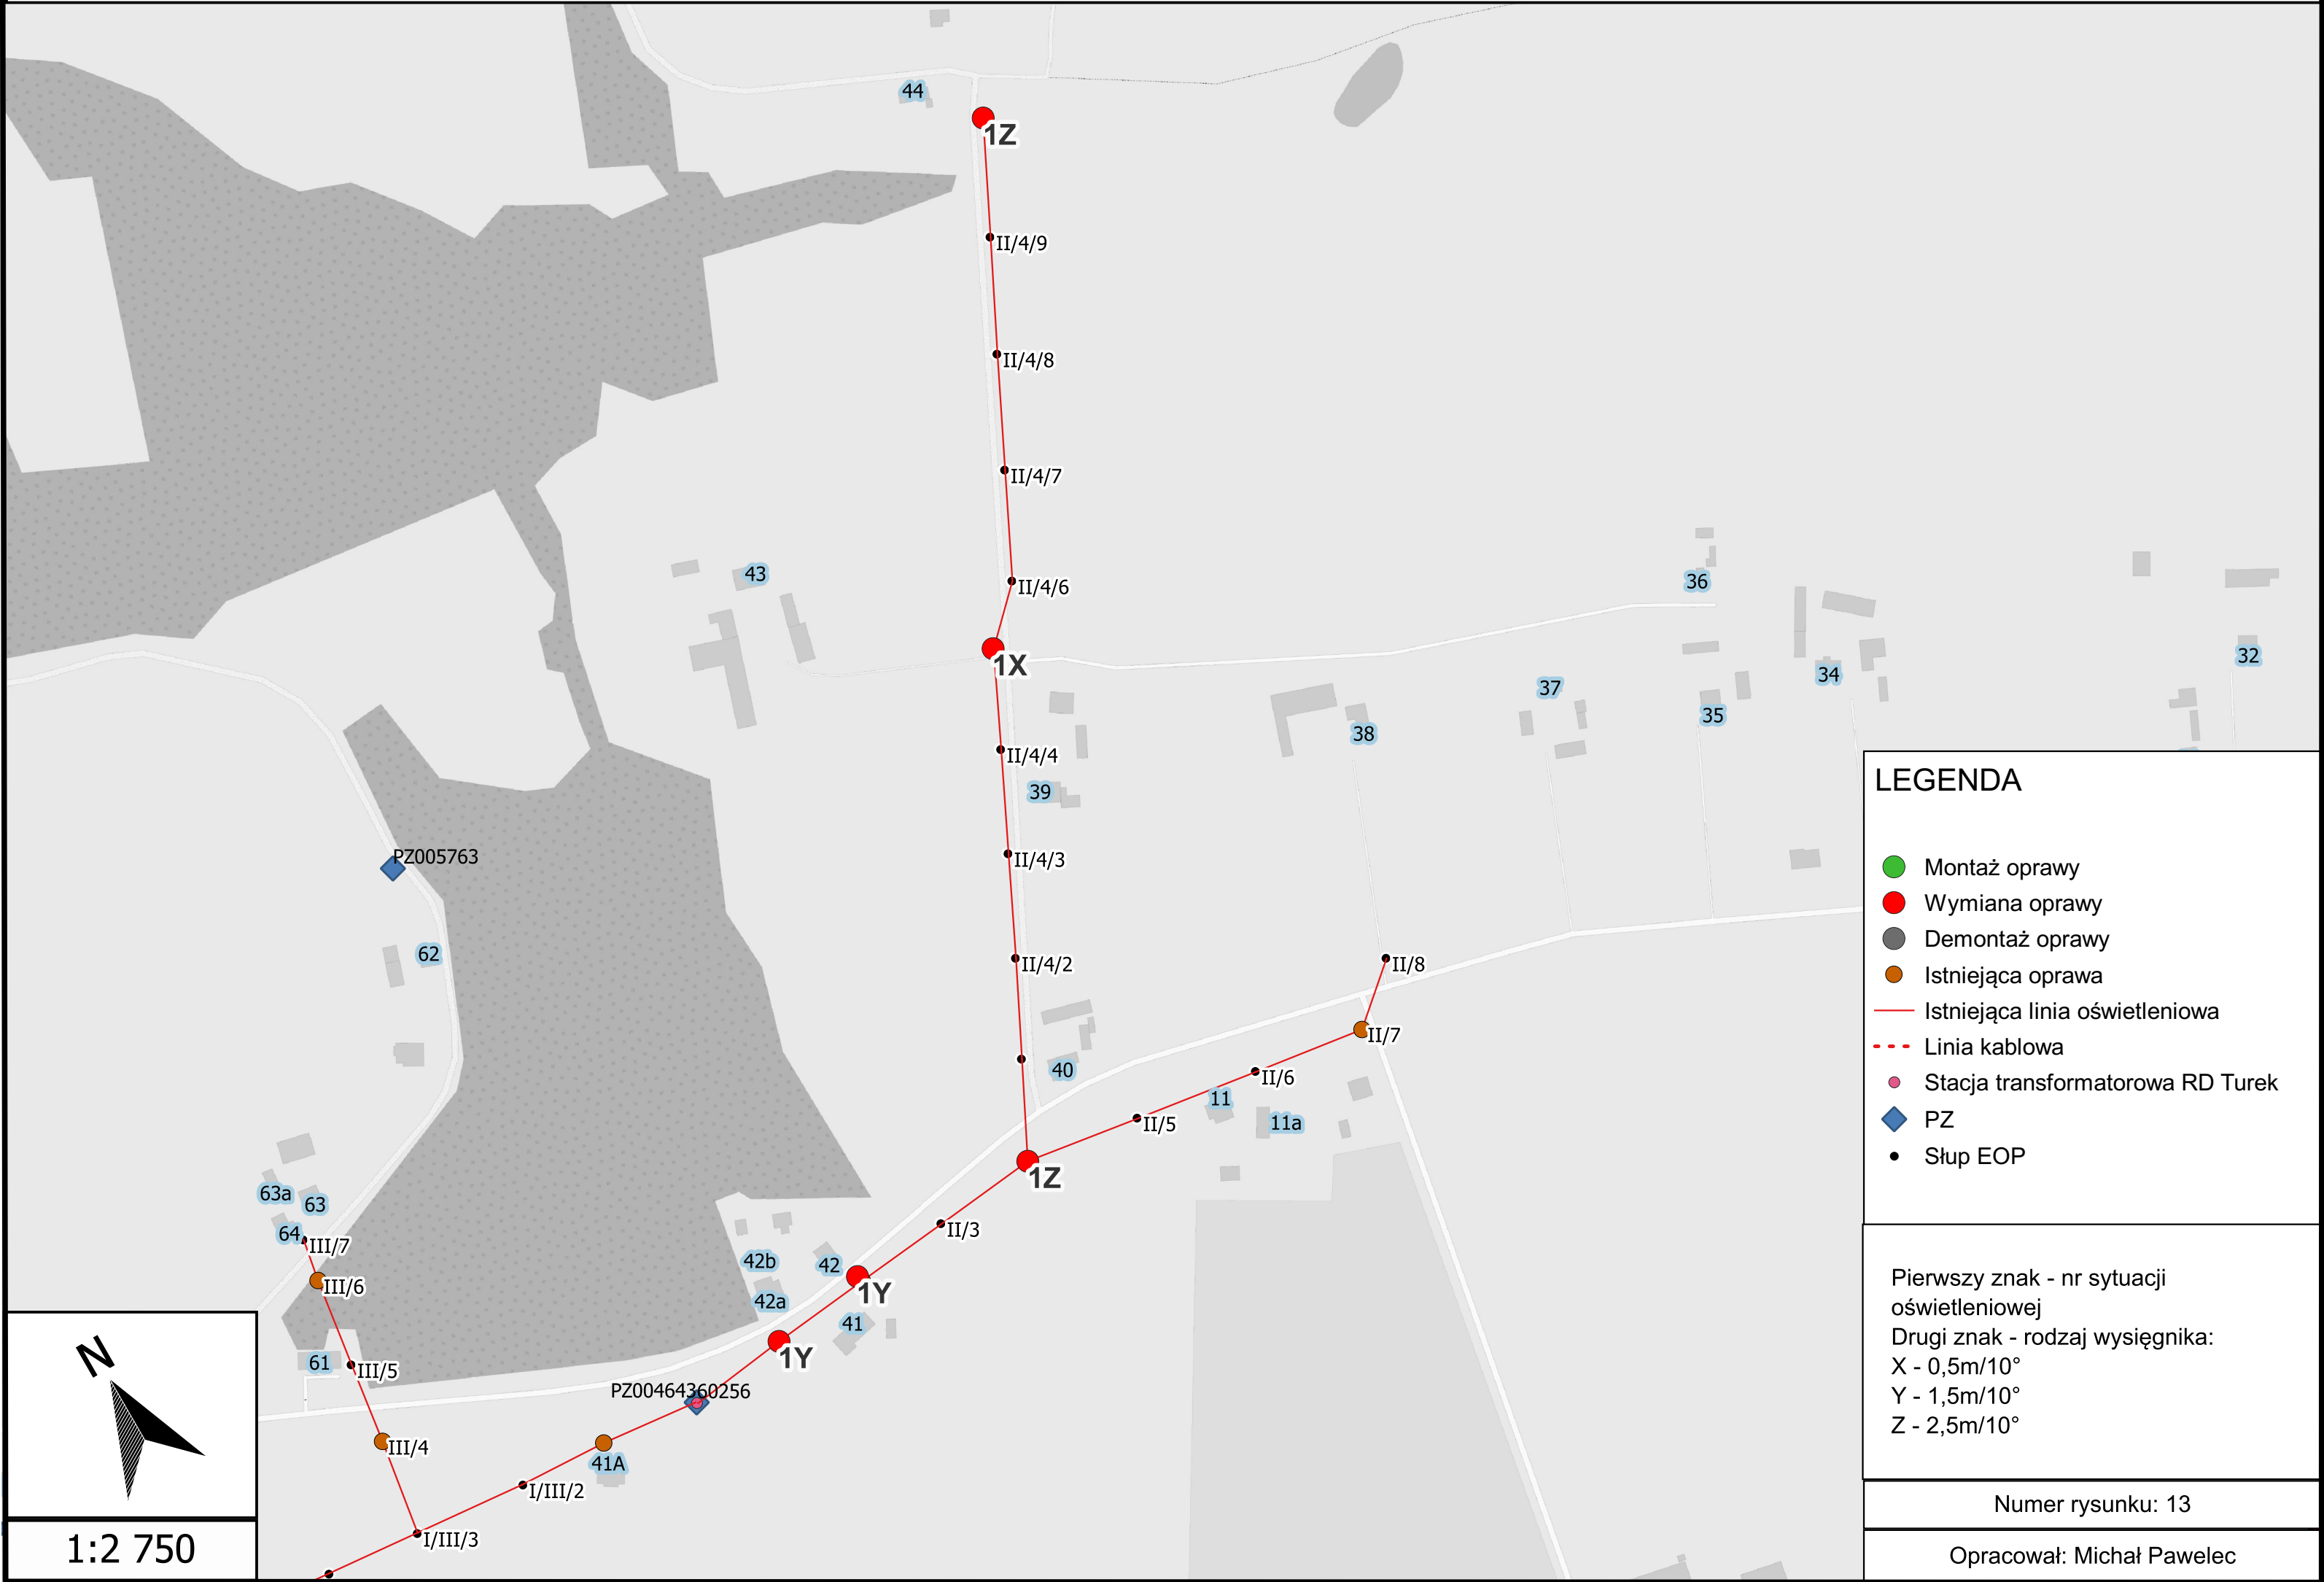 44
1Z
II/4/9
II/4/8
II/4/7
43
II/4/6
36
1X
32
34
37
35
38
II/4/4
39
LEGENDA
PZ005763
II/4/3
Montaż oprawy
Wymiana oprawy
Demontaż oprawy
Istniejąca oprawa
Istniejąca linia oświetleniowa
Linia kablowa
Stacja transformatorowa RD Turek
PZ
Słup EOP
62
II/4/2
II/8
II/7
40
II/6
11
11a
II/5
1Z
63a
63
64
III/7
II/3
42b
42
III/6
1Y
42a
41
1Y
Pierwszy znak - nr sytuacji
oświetleniowej
Drugi znak - rodzaj wysięgnika:
X - 0,5m/10°
Y - 1,5m/10°
Z - 2,5m/10°
N
61
III/5
PZ00464360256
III/4
41A
I/III/2
I/III/3
1:2 750
Numer rysunku: 13
Opracował: Michał Pawelec